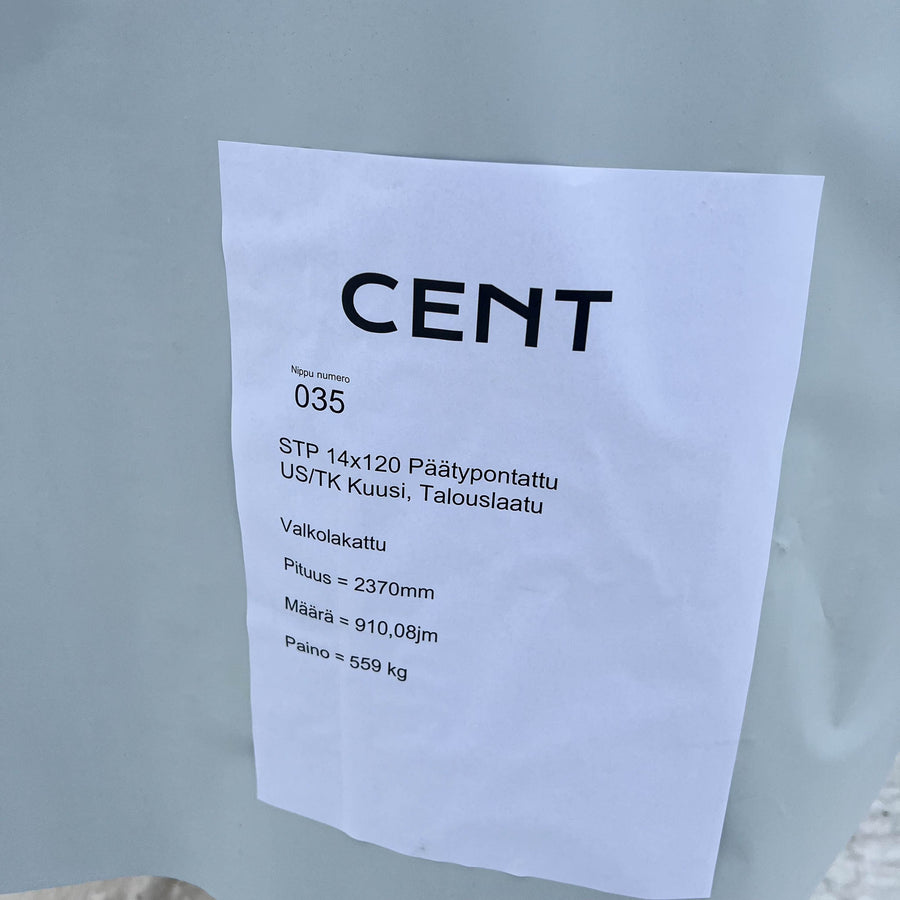 CENT
Nippu numero
035
STP 14x120 Päätypontattu
US/TK Kuusi, Talouslaatu
Valkolakattu
Pituus = 2370mm
Määrä = 910,08jm
Paino = 559 kg